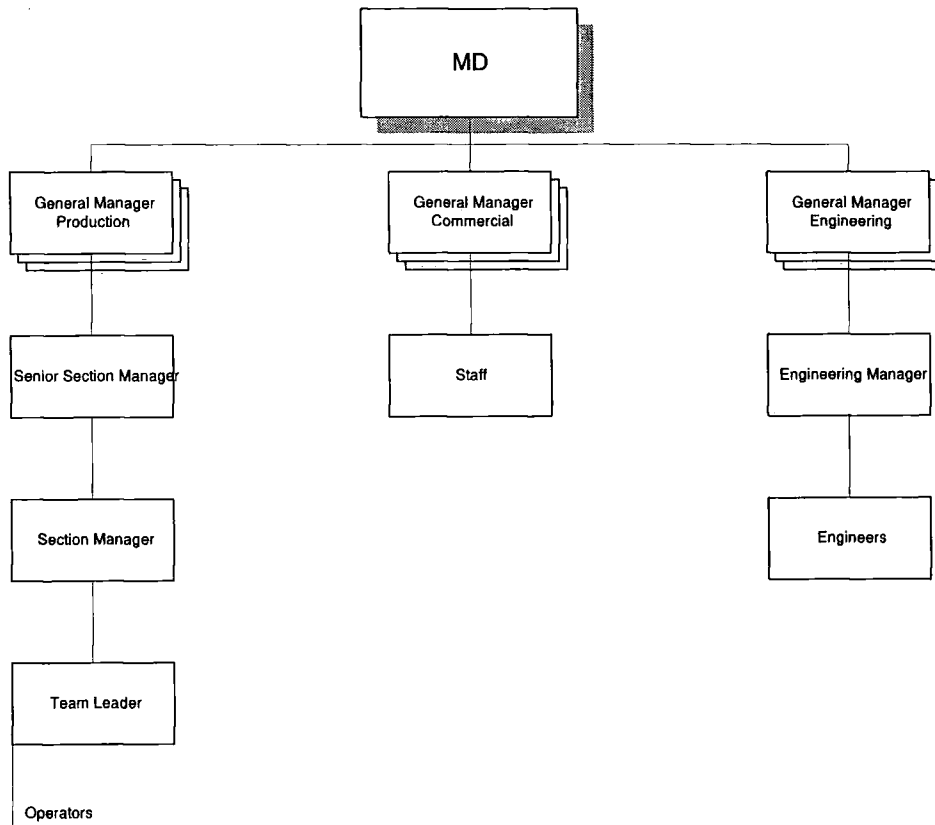 MD
General Manager
Production
General Manager
Commercial
General Manager
Engineering
Senior Section Manager
Staff
Engineering Manager
Section Manager
Engineers
Team Leader
Operators